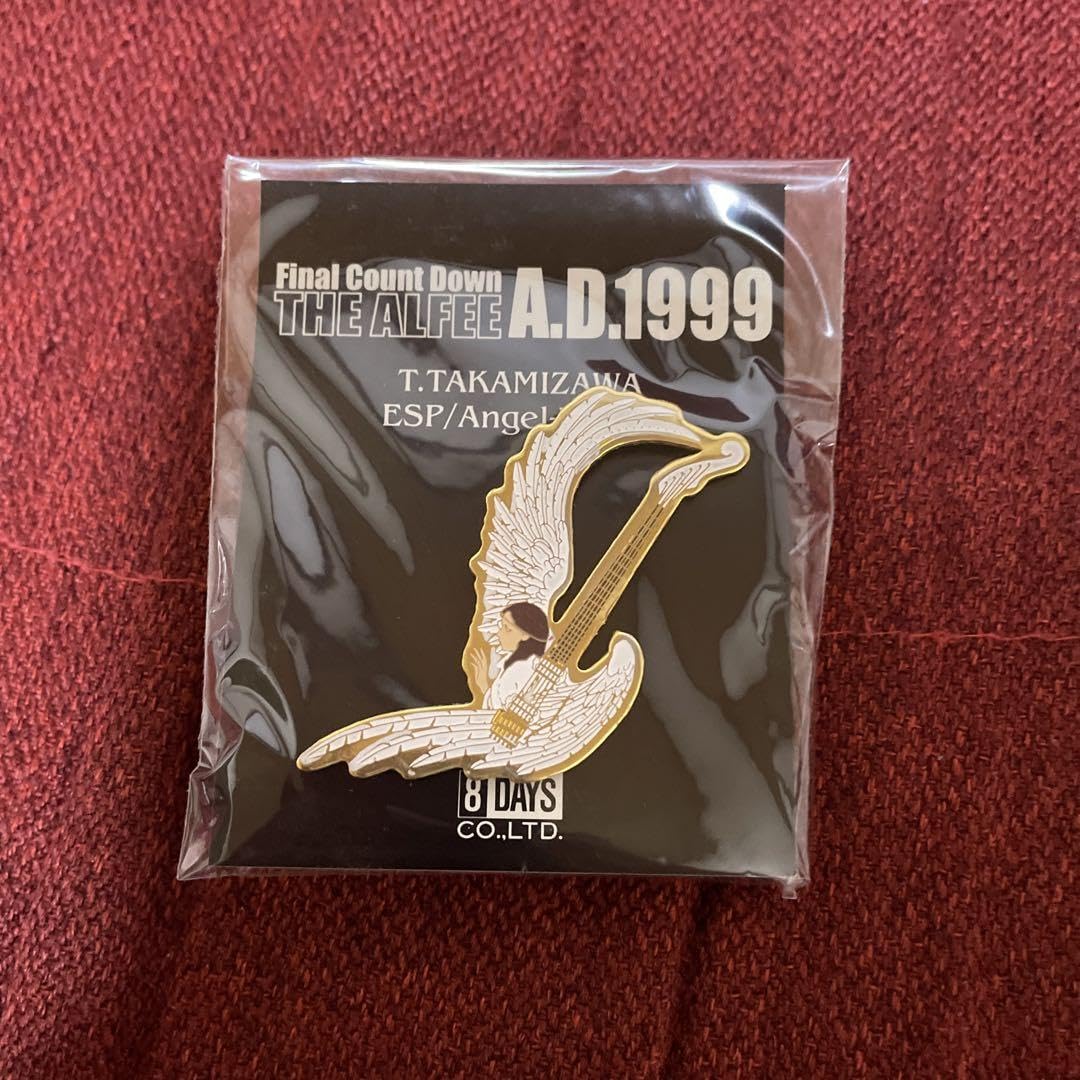 Final Count Down
THE ALFEE A.D.1999
T.TAKAMIZAWA
ESP/Angel-
8 DAYS
CO.,LTD.